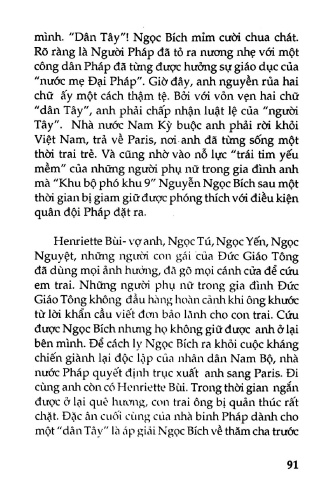 mình. “Dân Tây”! Ngọc Bích mỉm cười chua chát.
Rõ ràng là Người Pháp đã tỏ ra nương nhẹ với một
công dân Pháp đã từng được hưởng sự giáo dục của
“nước mẹ Đại Pháp”. Giờ đây, anh nguyền rủa hai
chữ ấy một cách thậm tệ. Bởi với vỏn vẹn hai chữ
“dân Tây”, anh phải chấp nhận luật lệ của “người
Tây”. Nhà nước Nam Kỳ buộc anh phải rời khỏi
Việt Nam, trả về Paris, nơi anh đã từng sống một
thời trai trẻ. Và cũng nhờ vào nỗ lực “trái tim yếu
mềm” của những người phụ nữ trong gia đình anh
mà “Khu bộ phó khu 9” Nguyễn Ngọc Bích sau một
thời gian bị giam giữ được phóng thích với điều kiện
quân đội Pháp đặt ra.
Henriette Bùi- vợ anh, Ngọc Tú, Ngọc Yến, Ngọc
Nguyệt, những người con gái của Đức Giáo Tông
đã dùng mọi ảnh hưởng, đã gõ mọi cánh cửa để cứu
em trai. Những người phụ nữ trong gia đình Đức
Giáo Tông không đầu hàng hoàn cảnh khi ông khước
từ lời khẩn cầu viết đơn bảo lãnh cho con trai. Cứu
được Ngọc Bích nhưng họ không giữ được anh ở lại
bên mình. Để cách ly Ngọc Bích ra khỏi cuộc kháng
chiến giành lại độc lập của nhân dân Nam Bộ, nhà
nước Pháp quyết định trục xuất anh sang Paris. Đi
cùng anh còn có Henriette Bùi. Trong thời gian ngắn
được ở lại quê hương, con trai ông bị quản thúc rất
chặt. Đặc ân cuối cùng của nhà binh Pháp dành cho
một “dân Tây” là áp giải Ngọc Bích về thăm cha trước
91